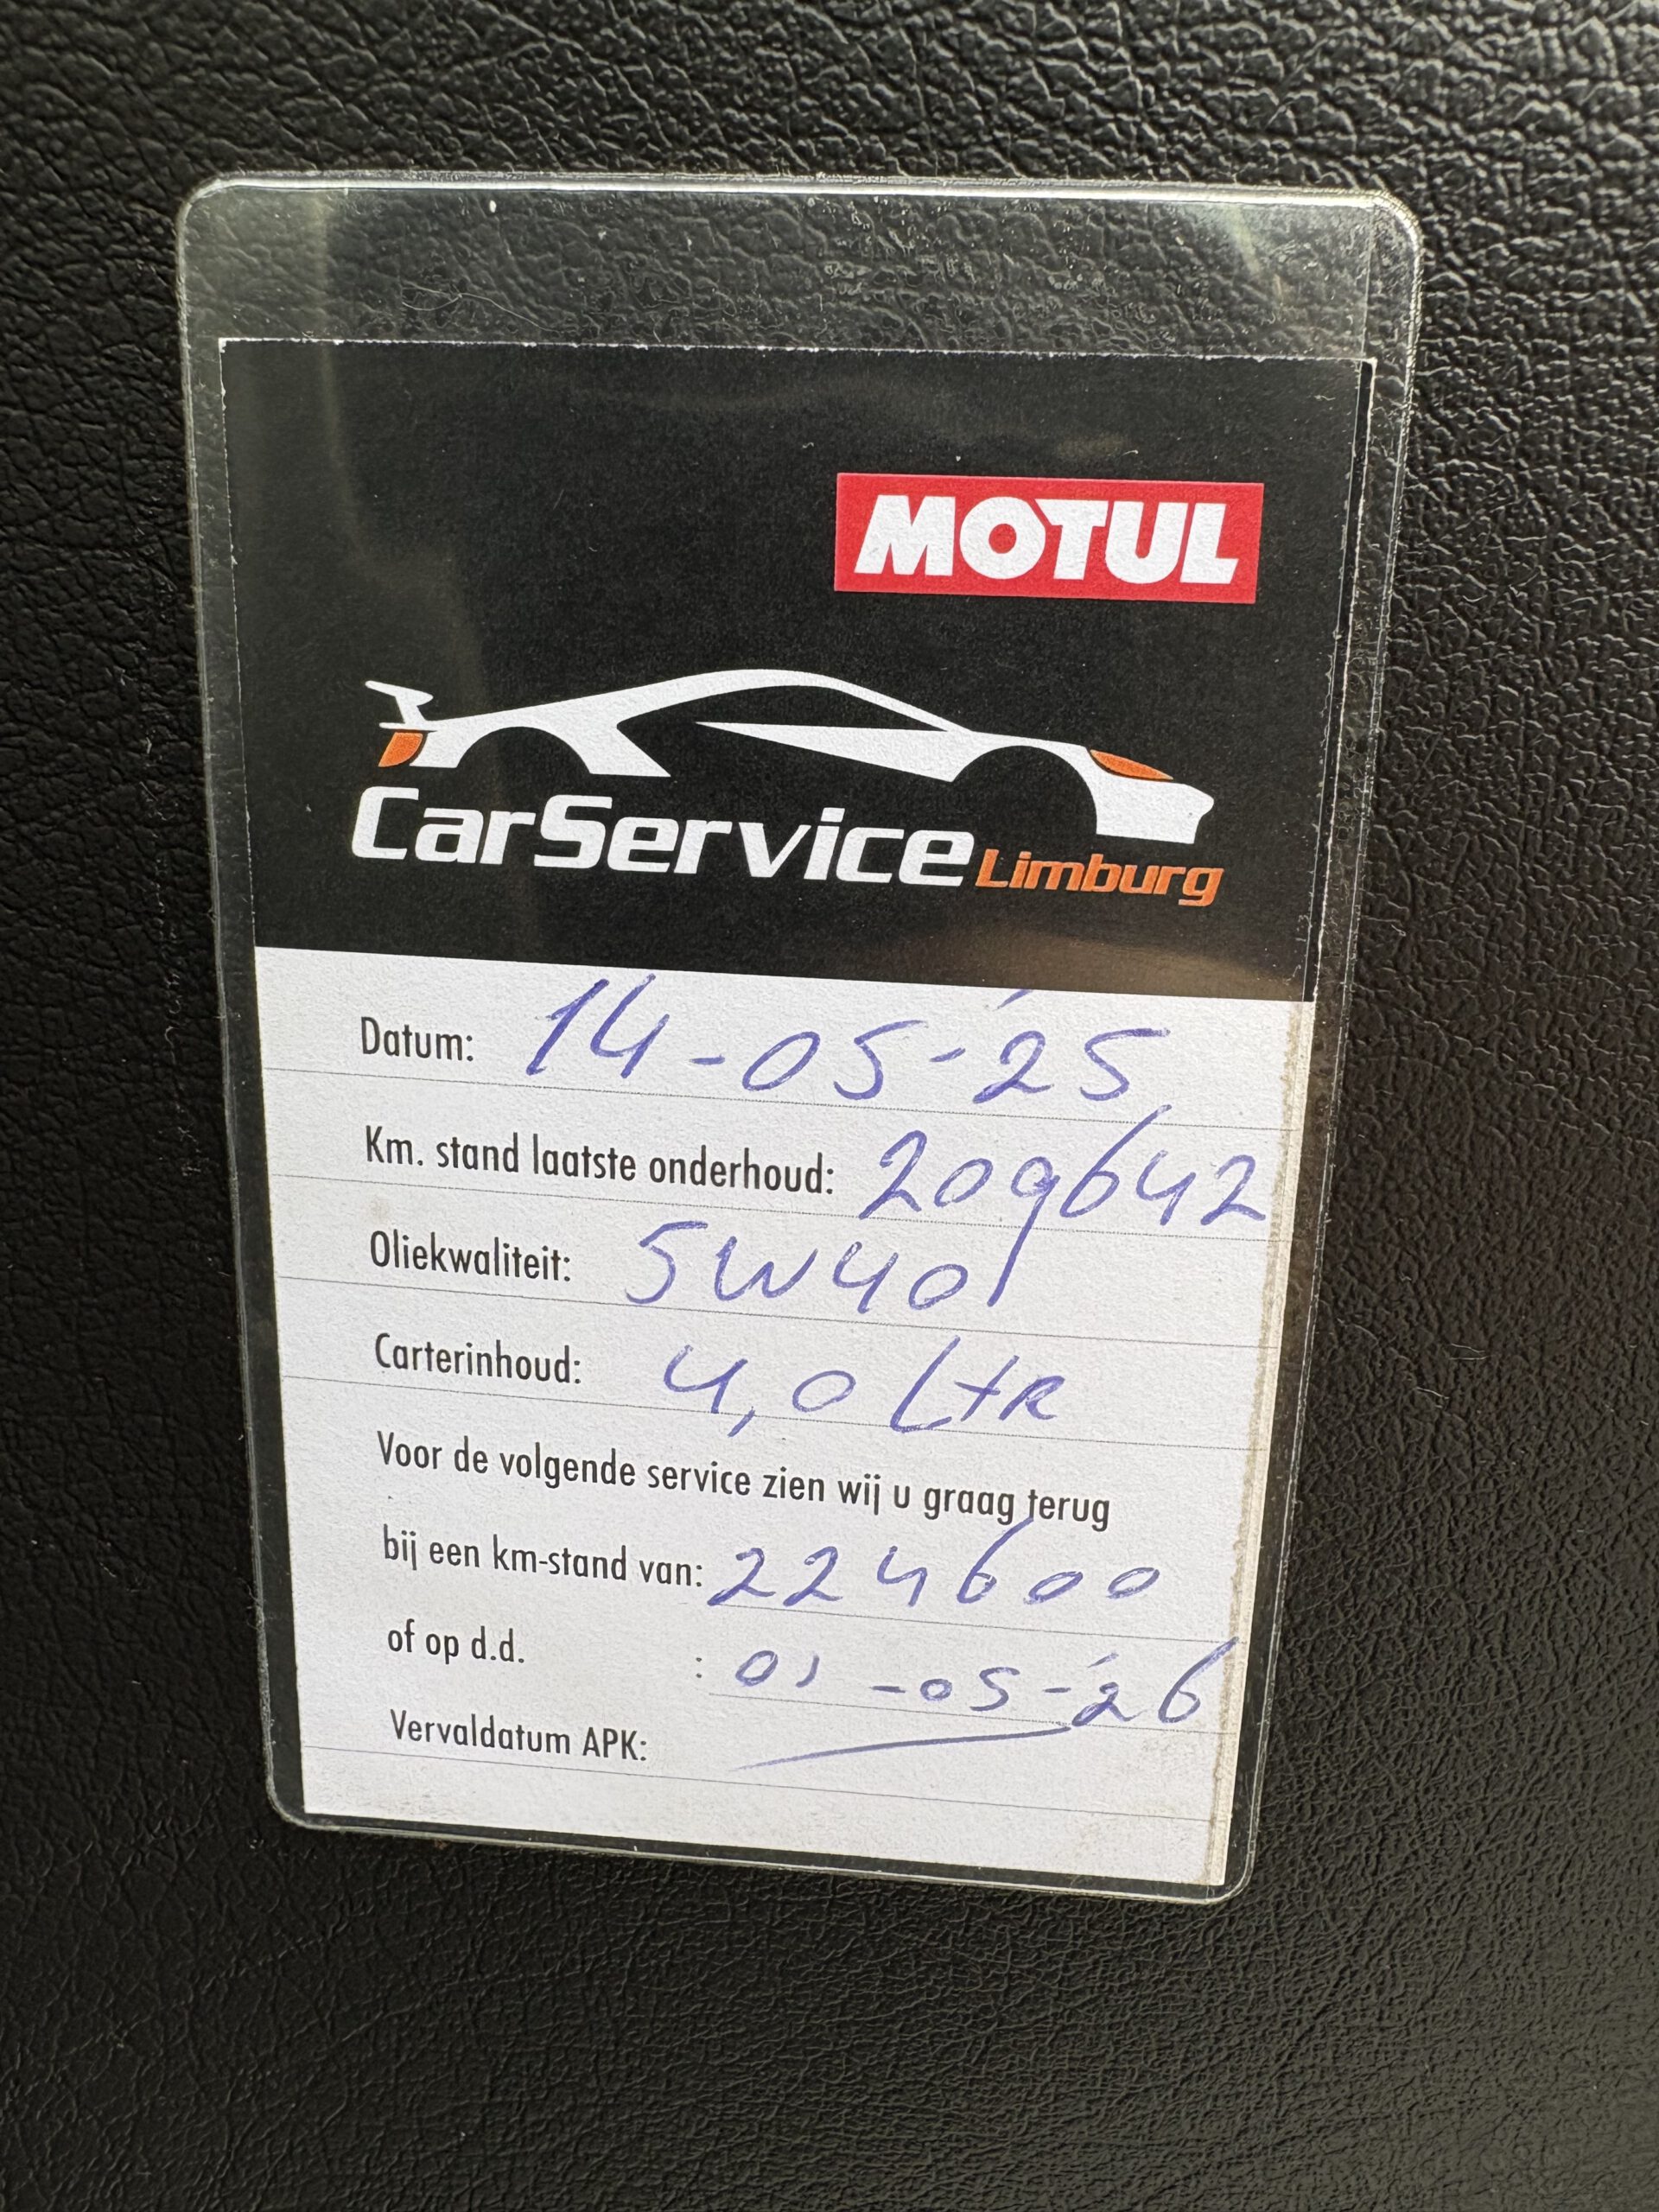 MOTUL
CarService Limburg
Datum: 14-05-'25
Km. stand laatste onderhoud: 209642
Oliekwaliteit: 5W40
Carterinhoud: 4,0 LtR
Voor de volgende service zien wij u graag terug
bij een km-stand van: 224600
of op d.d. : 01-05-'26
Vervaldatum APK: